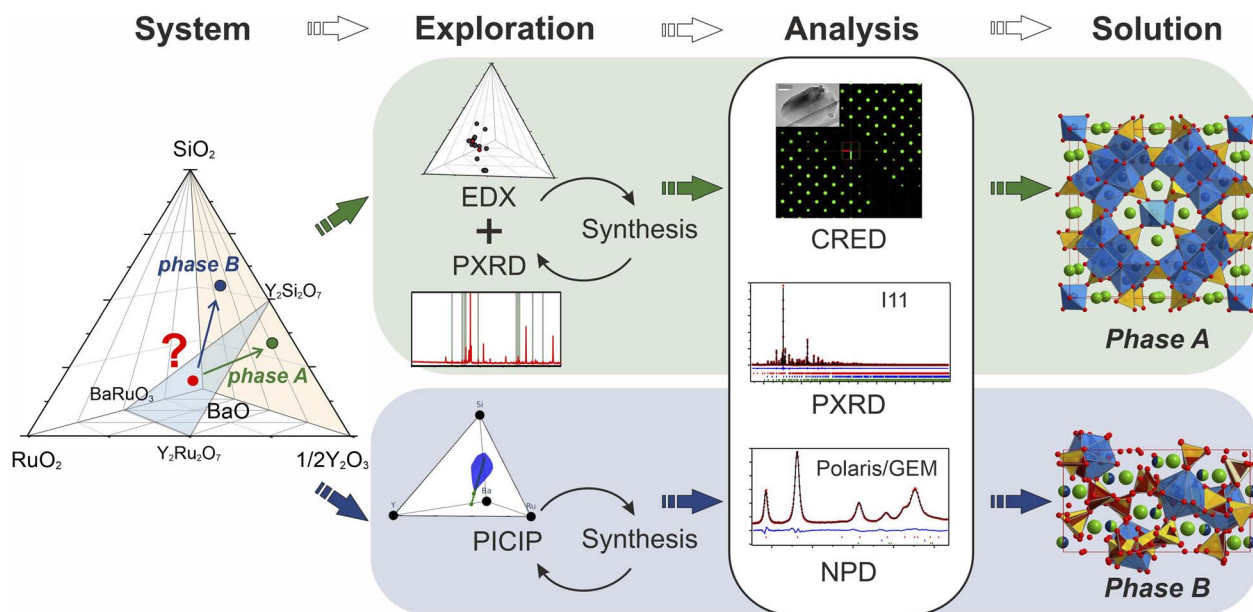 System
Exploration
Analysis
Solution
SiO₂
phase B
Y₂Si₂O₇
?
phase A
BaRuO₃
BaO
Y₂Ru₂O₇
RuO₂
1/2Y₂O₃
EDX
+
PXRD
Synthesis
CRED
I11
PXRD
Phase A
Si
Y
Ba
Ru
PICIP
Synthesis
Polaris/GEM
NPD
Phase B